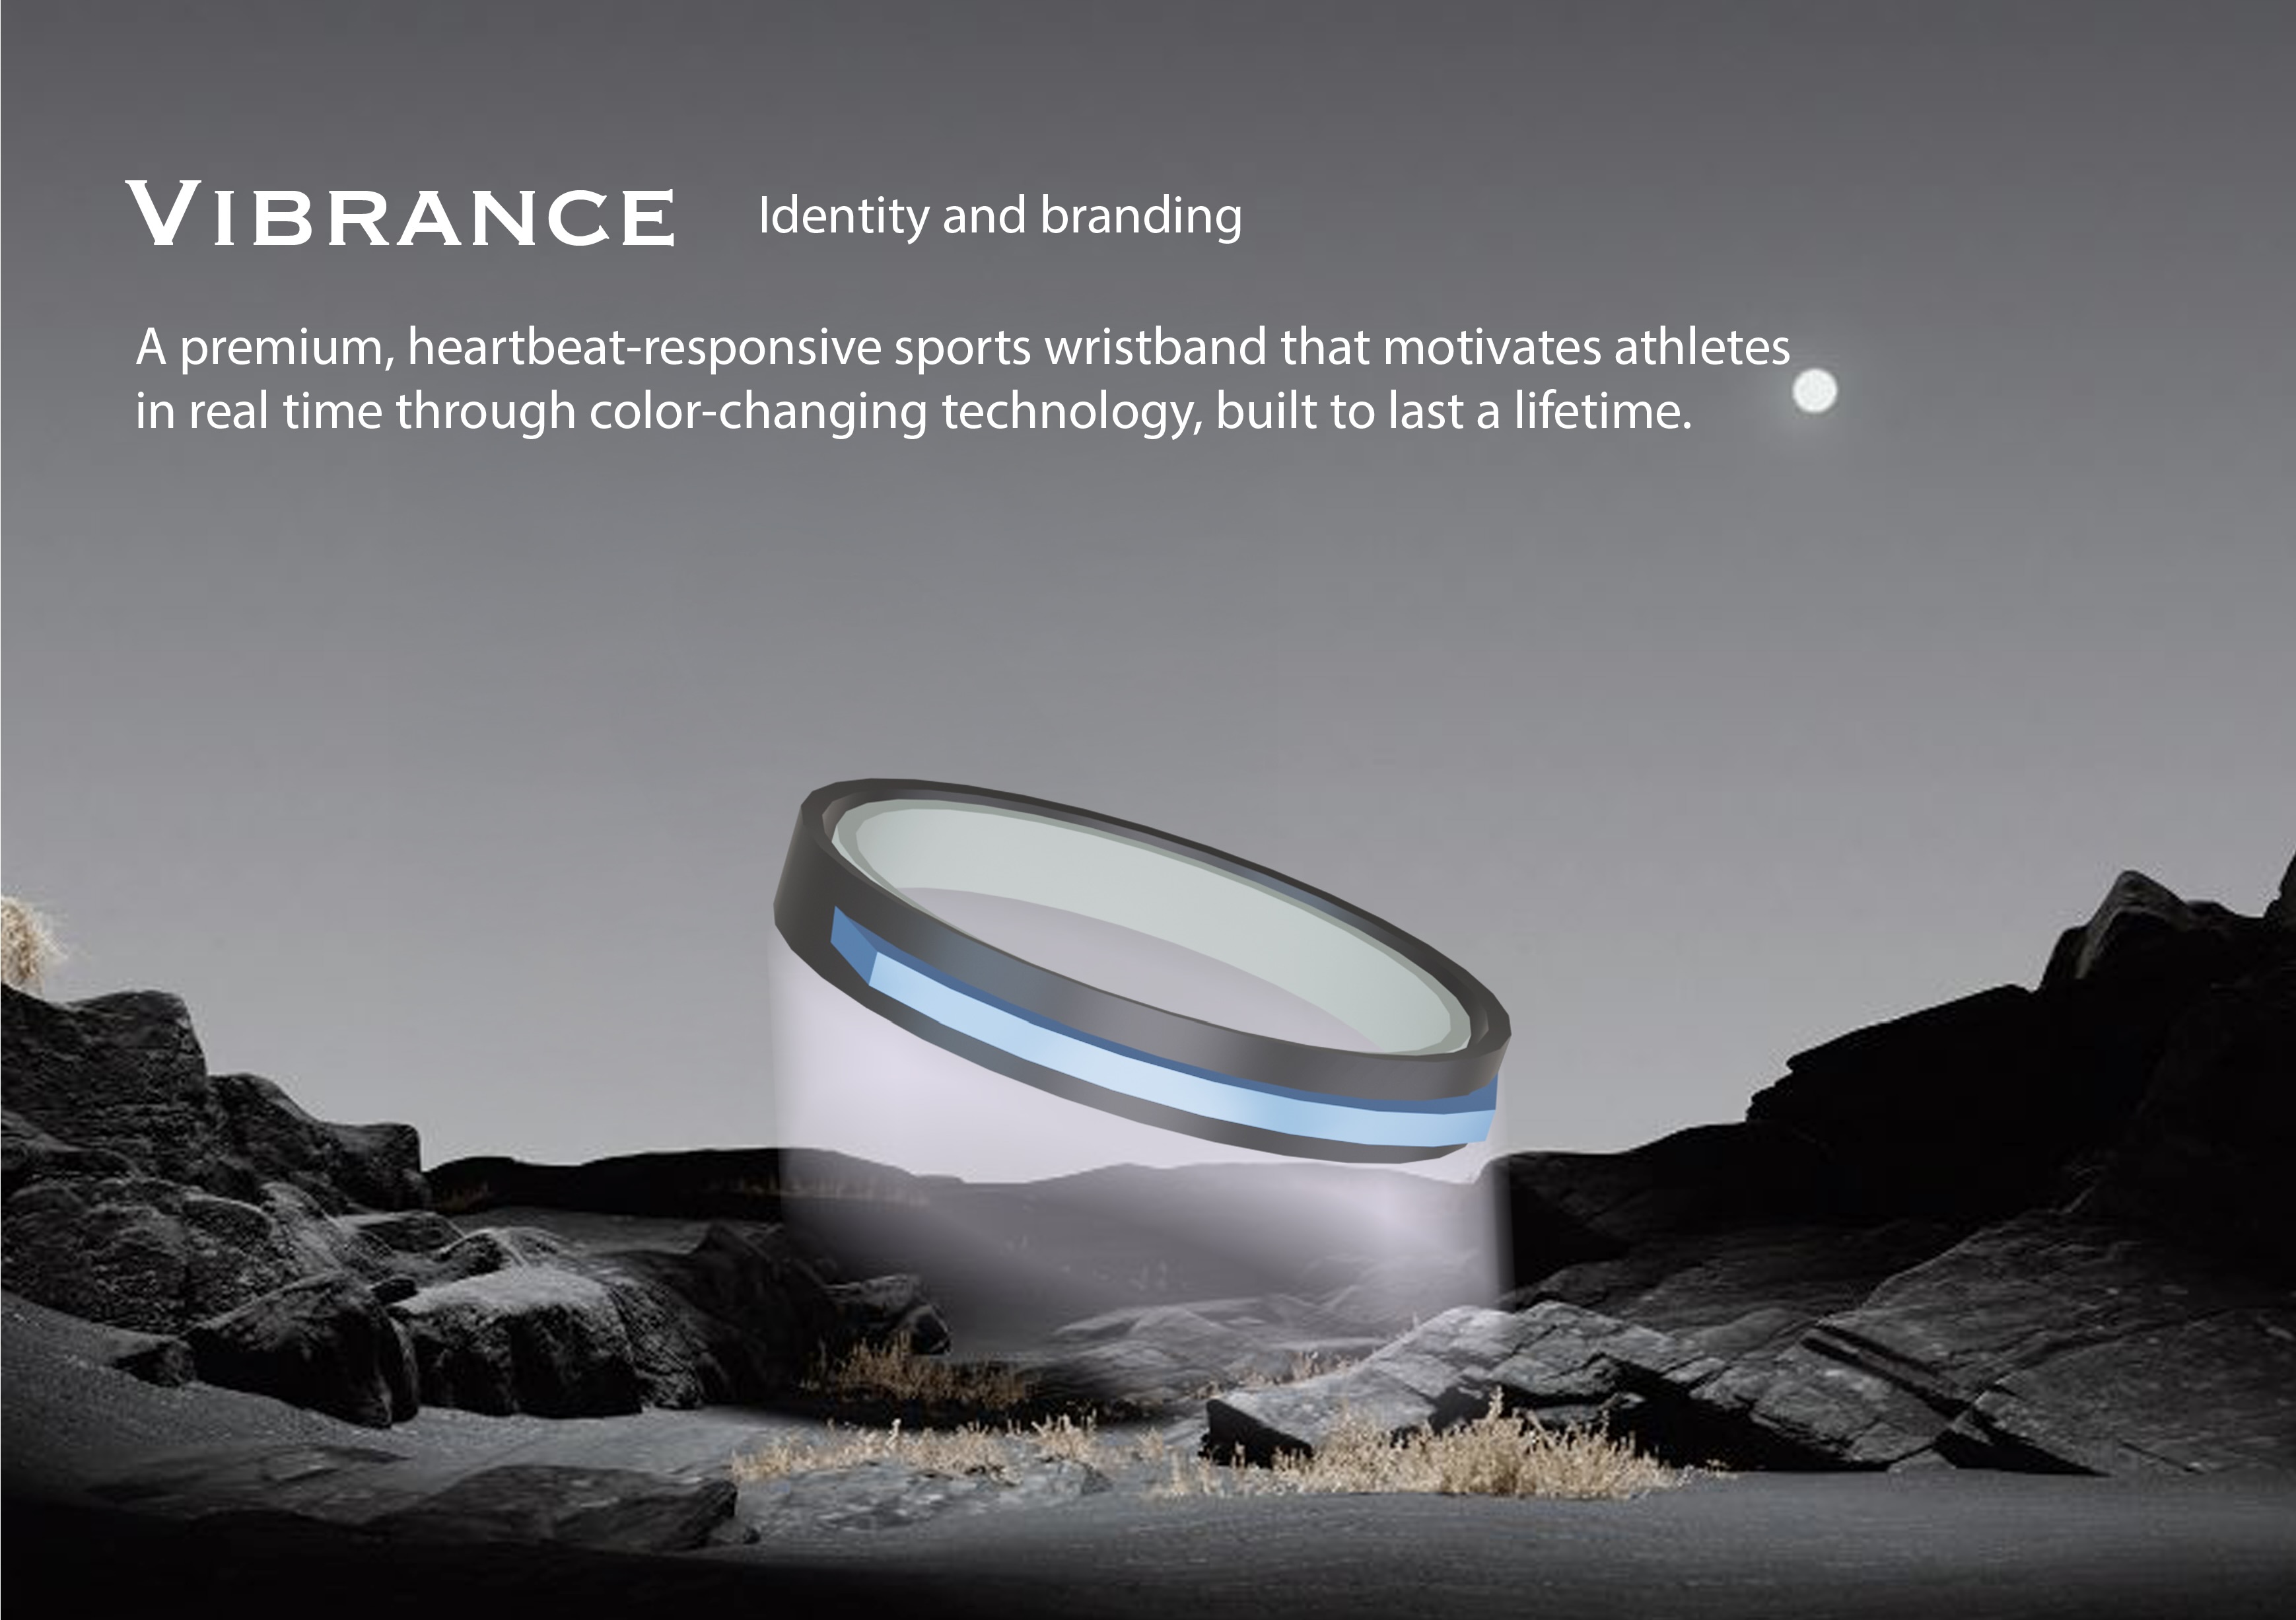 VIBRANCE Identity and branding
A premium, heartbeat-responsive sports wristband that motivates athletes
in real time through color-changing technology, built to last a lifetime.